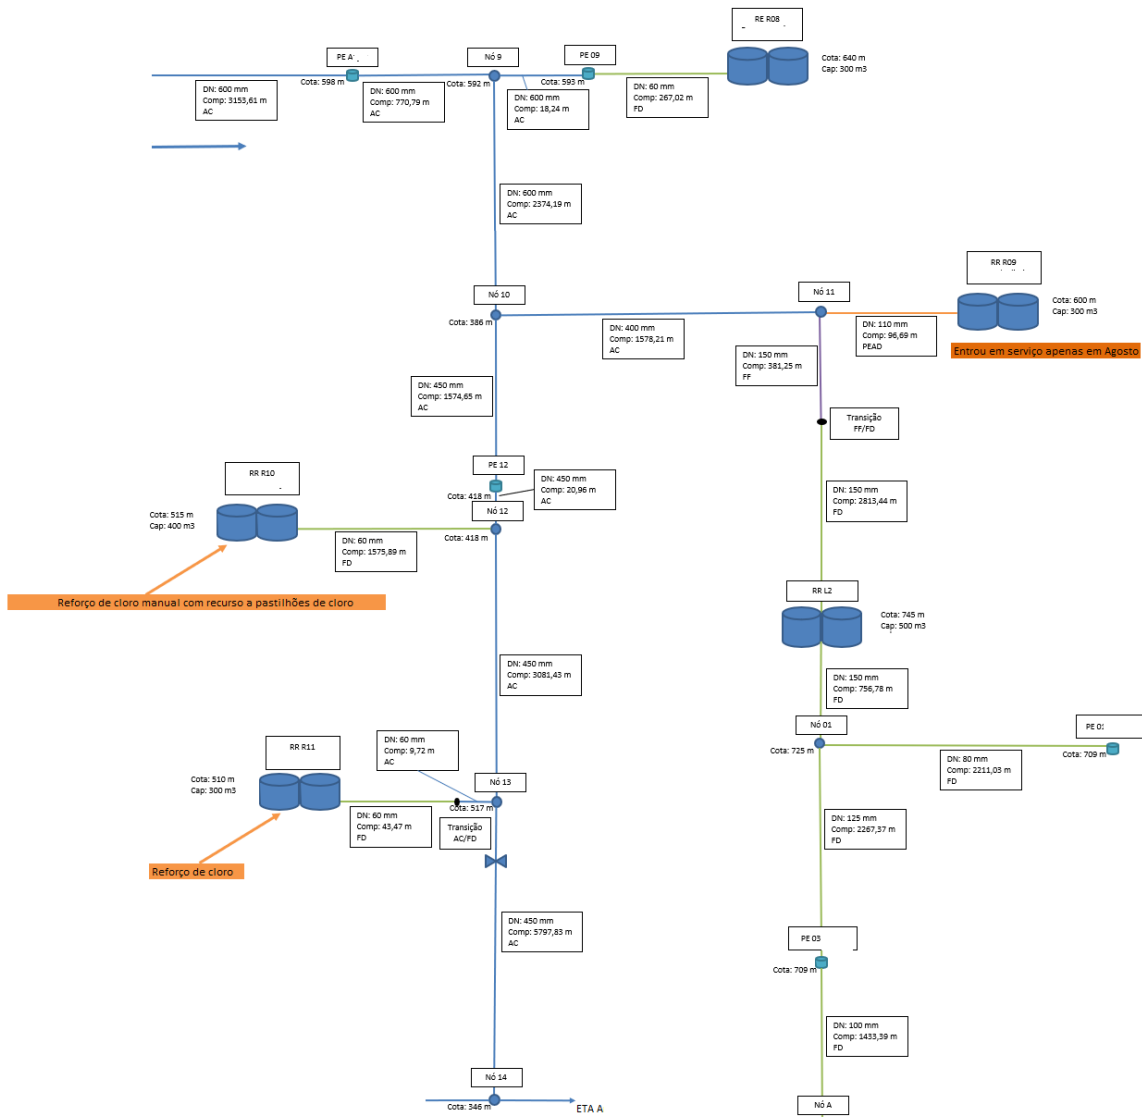 RE R08
Cota: 640 m
Cap: 300 m3
PE A
Nó 9
PE 09
Cota: 598 m
Cota: 592 m
Cota: 593 m
DN: 600 mm
Comp: 3153,61 m
AC
DN: 600 mm
Comp: 770,79 m
AC
DN: 600 mm
Comp: 18,24 m
AC
DN: 60 mm
Comp: 267,02 m
FD
DN: 600 mm
Comp: 2374,19 m
AC
RR R09
Cota: 600 m
Cap: 300 m3
Nó 10
Nó 11
Cota: 386 m
DN: 400 mm
Comp: 1578,21 m
AC
DN: 110 mm
Comp: 96,69 m
PEAD
Entrou em serviço apenas em Agosto
DN: 150 mm
Comp: 381,25 m
FF
DN: 450 mm
Comp: 1574,65 m
AC
Transição
FF/FD
PE 12
RR R10
DN: 450 mm
Comp: 20,96 m
AC
Cota: 418 m
DN: 150 mm
Comp: 2813,44 m
FD
Nó 12
Cota: 515 m
Cap: 400 m3
Cota: 418 m
DN: 60 mm
Comp: 1575,89 m
FD
Reforço de cloro manual com recurso a pastilhões de cloro
RR L2
Cota: 745 m
Cap: 500 m3
DN: 450 mm
Comp: 3081,43 m
AC
DN: 150 mm
Comp: 756,78 m
FD
Nó 01
PE 0
Cota: 725 m
Cota: 709 m
DN: 80 mm
Comp: 2211,03 m
FD
RR R11
DN: 60 mm
Comp: 9,72 m
AC
Cota: 510 m
Cap: 300 m3
Nó 13
Cota: 517 m
DN: 60 mm
Comp: 43,47 m
FD
Transição
AC/FD
DN: 125 mm
Comp: 2267,37 m
FD
Reforço de cloro
DN: 450 mm
Comp: 5797,83 m
AC
PE 03
Cota: 709 m
DN: 100 mm
Comp: 1433,39 m
FD
Nó 14
Cota: 346 m
ETA A
Nó A